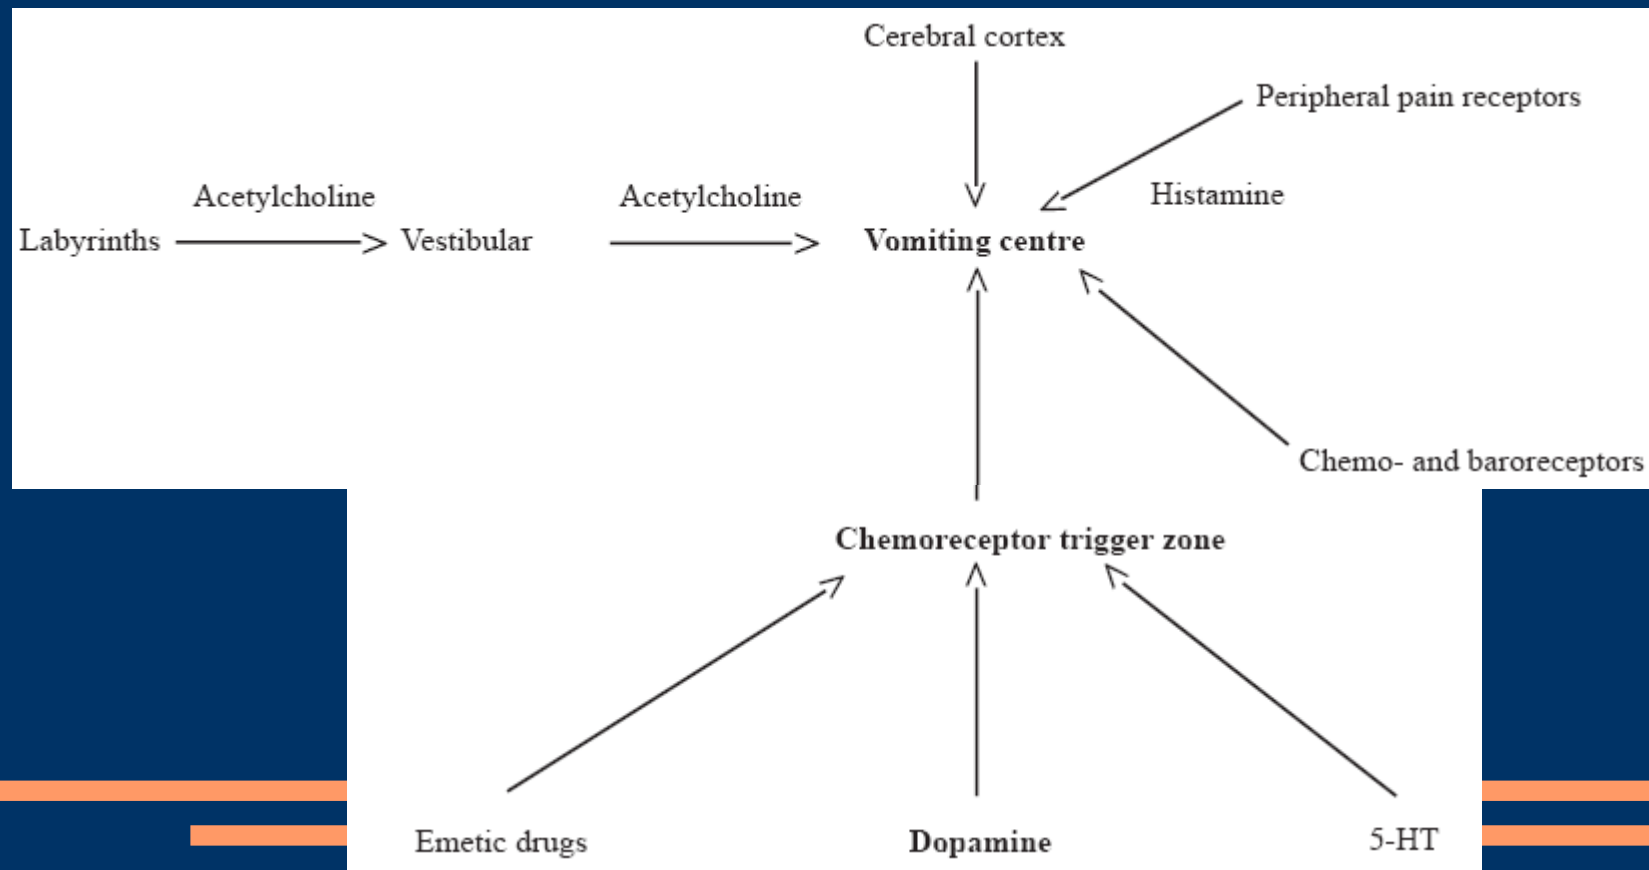 Cerebral cortex
Peripheral pain receptors
Acetylcholine
Acetylcholine
Histamine
Labyrinths
Vestibular
Vomiting centre
Chemo- and baroreceptors
Chemoreceptor trigger zone
Emetic drugs
Dopamine
5-HT